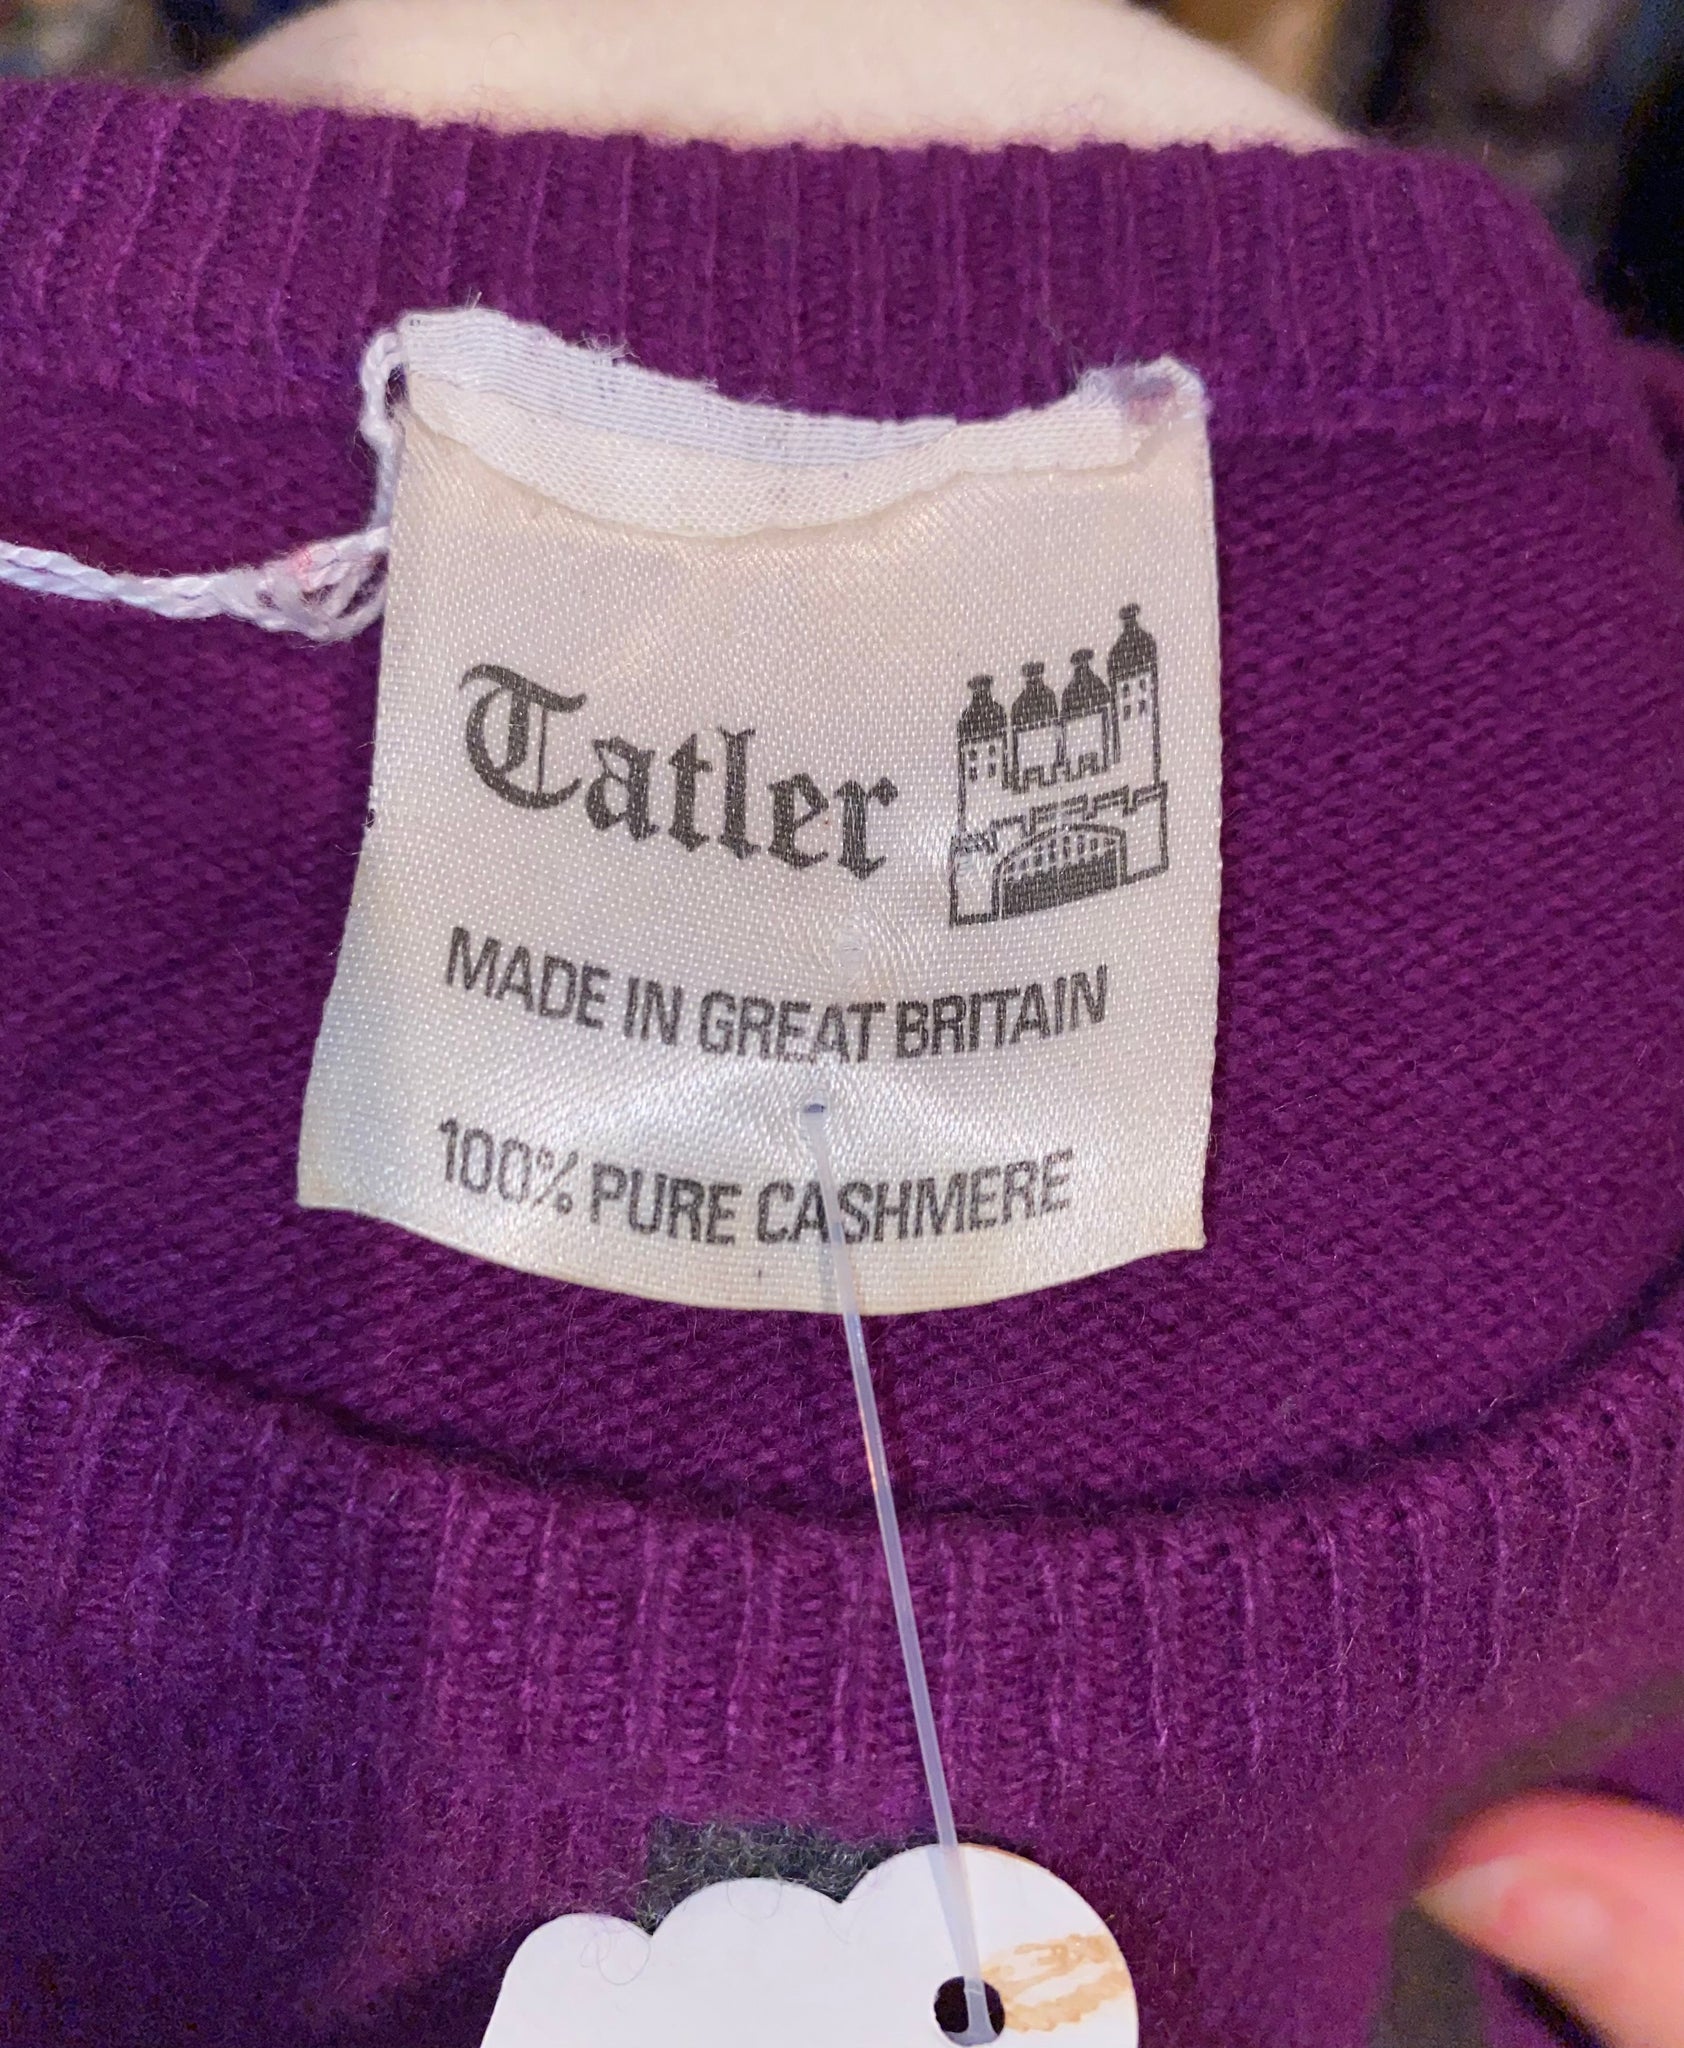 Tatler
MADE IN GREAT BRITAIN
100% PURE CASHMERE